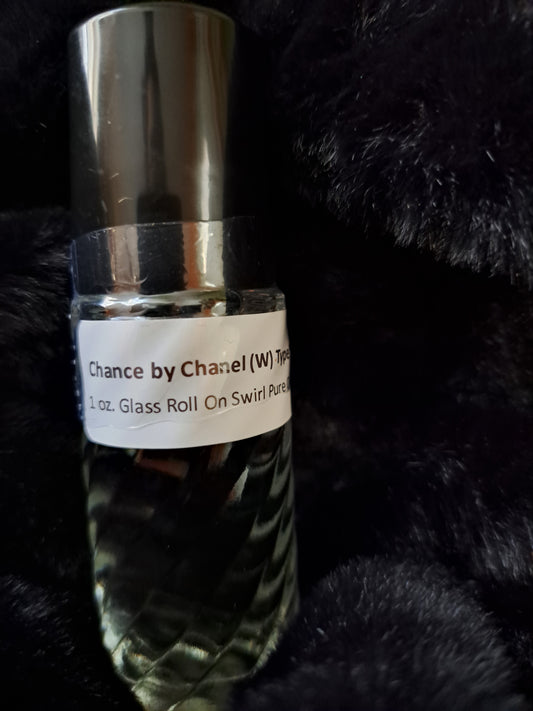 Chance by Chanel (W) Type
1 oz. Glass Roll On Swirl Pure